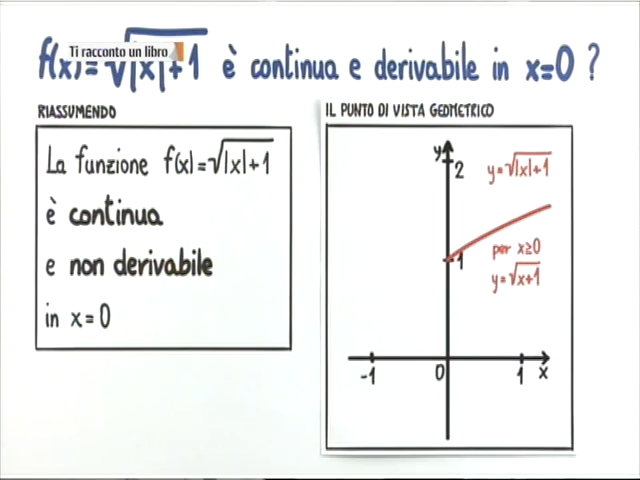 f(x)=√|x|+1 è continua e derivabile in x=0 ?
Ti racconto un libro
RIASSUMENDO
La funzione f(x)=√|x|+1
è continua
e non derivabile
in x=0
IL PUNTO DI VISTA GEOMETRICO
y
2
y=√|x|+1
per x≥0
y=√x+1
1
-1 0 1 x